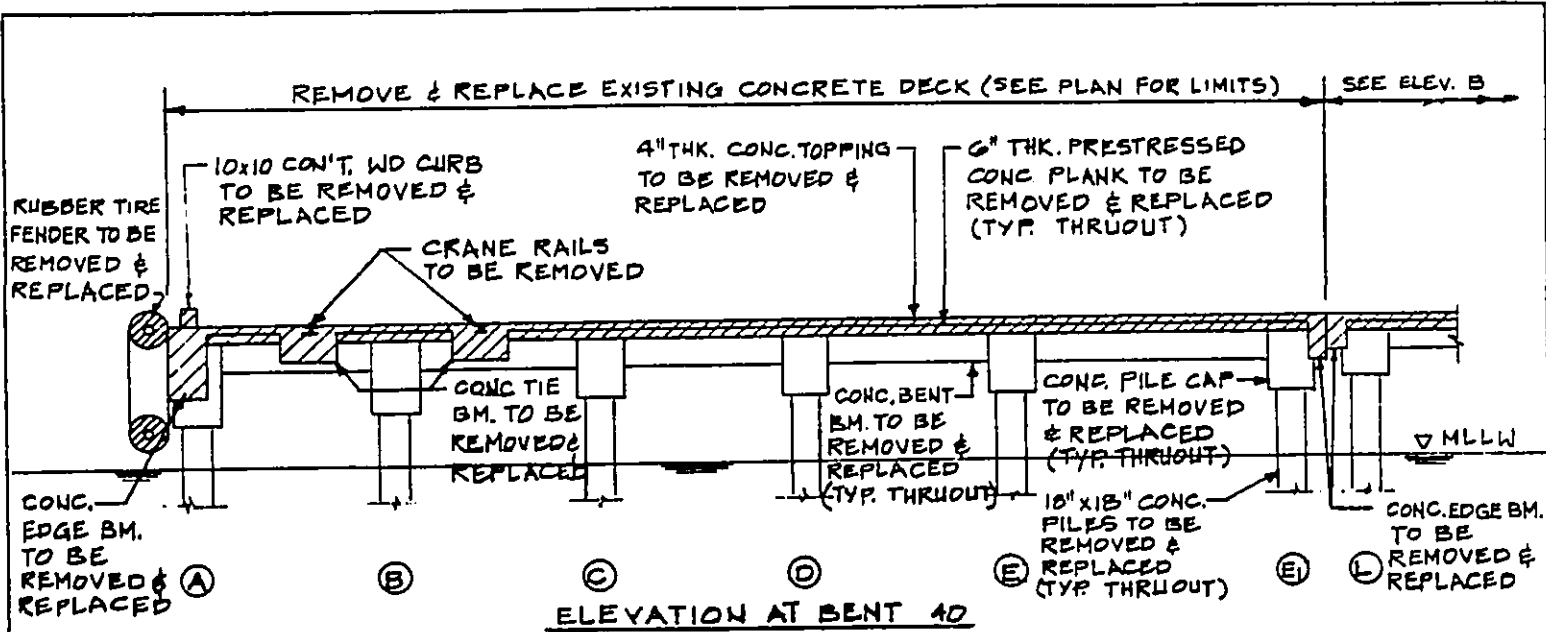 REMOVE & REPLACE EXISTING CONCRETE DECK (SEE PLAN FOR LIMITS)
SEE ELEV. B
10x10 CON'T. WD CURB
TO BE REMOVED &
REPLACED
4" THK. CONC. TOPPING
TO BE REMOVED &
REPLACED
6" THK. PRESTRESSED
CONC PLANK TO BE
REMOVED & REPLACED
(TYP. THRUOUT)
RUBBER TIRE
FENDER TO BE
REMOVED &
REPLACED
CRANE RAILS
TO BE REMOVED
CONC TIE
BM. TO BE
REMOVED &
REPLACED
CONC. BENT
BM. TO BE
REMOVED &
REPLACED
(TYP. THRUOUT)
CONC. PILE CAP
TO BE REMOVED
& REPLACED
(TYP. THRUOUT)
MLLW
CONC.
EDGE BM.
TO BE
REMOVED &
REPLACED
18" x 18" CONC.
PILES TO BE
REMOVED &
REPLACED
(TYP. THRUOUT)
CONC. EDGE BM.
TO BE
REMOVED &
REPLACED
A B C D E E1 L
ELEVATION AT BENT 40